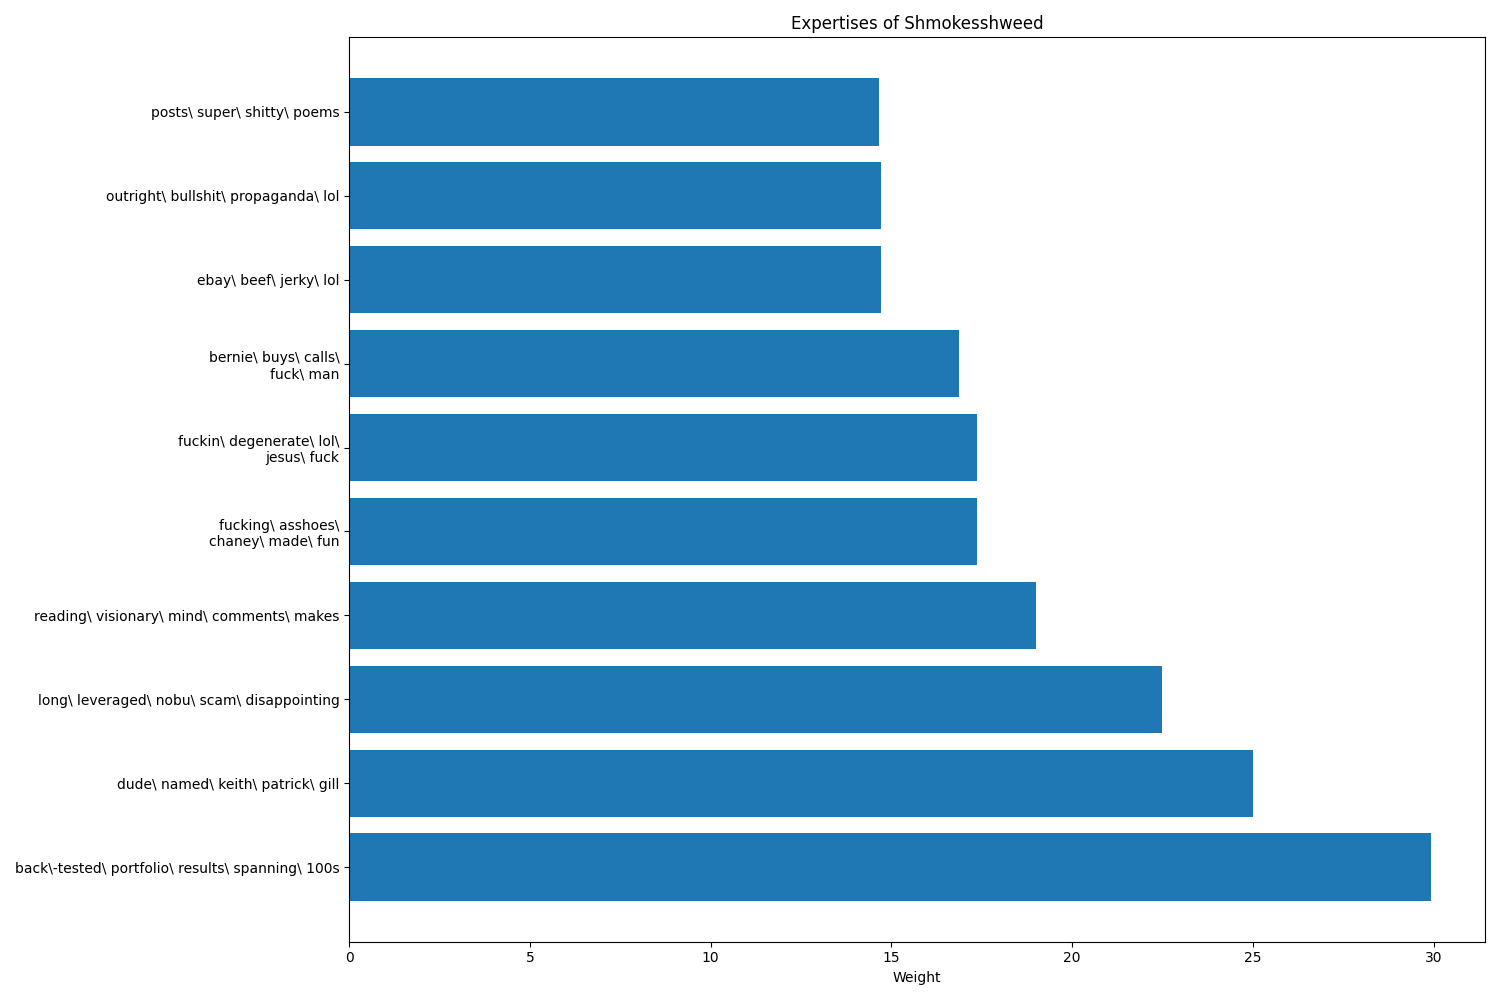 Expertises of Shmokesshweed
posts\ super\ shitty\ poems
outright\ bullshit\ propaganda\ lol
ebay\ beef\ jerky\ lol
bernie\ buys\ calls\
fuck\ man
fuckin\ degenerate\ lol\
jesus\ fuck
fucking\ asshoes\
chaney\ made\ fun
reading\ visionary\ mind\ comments\ makes
long\ leveraged\ nobu\ scam\ disappointing
dude\ named\ keith\ patrick\ gill
back\-tested\ portfolio\ results\ spanning\ 100s
0 5 10 15 20 25 30
Weight